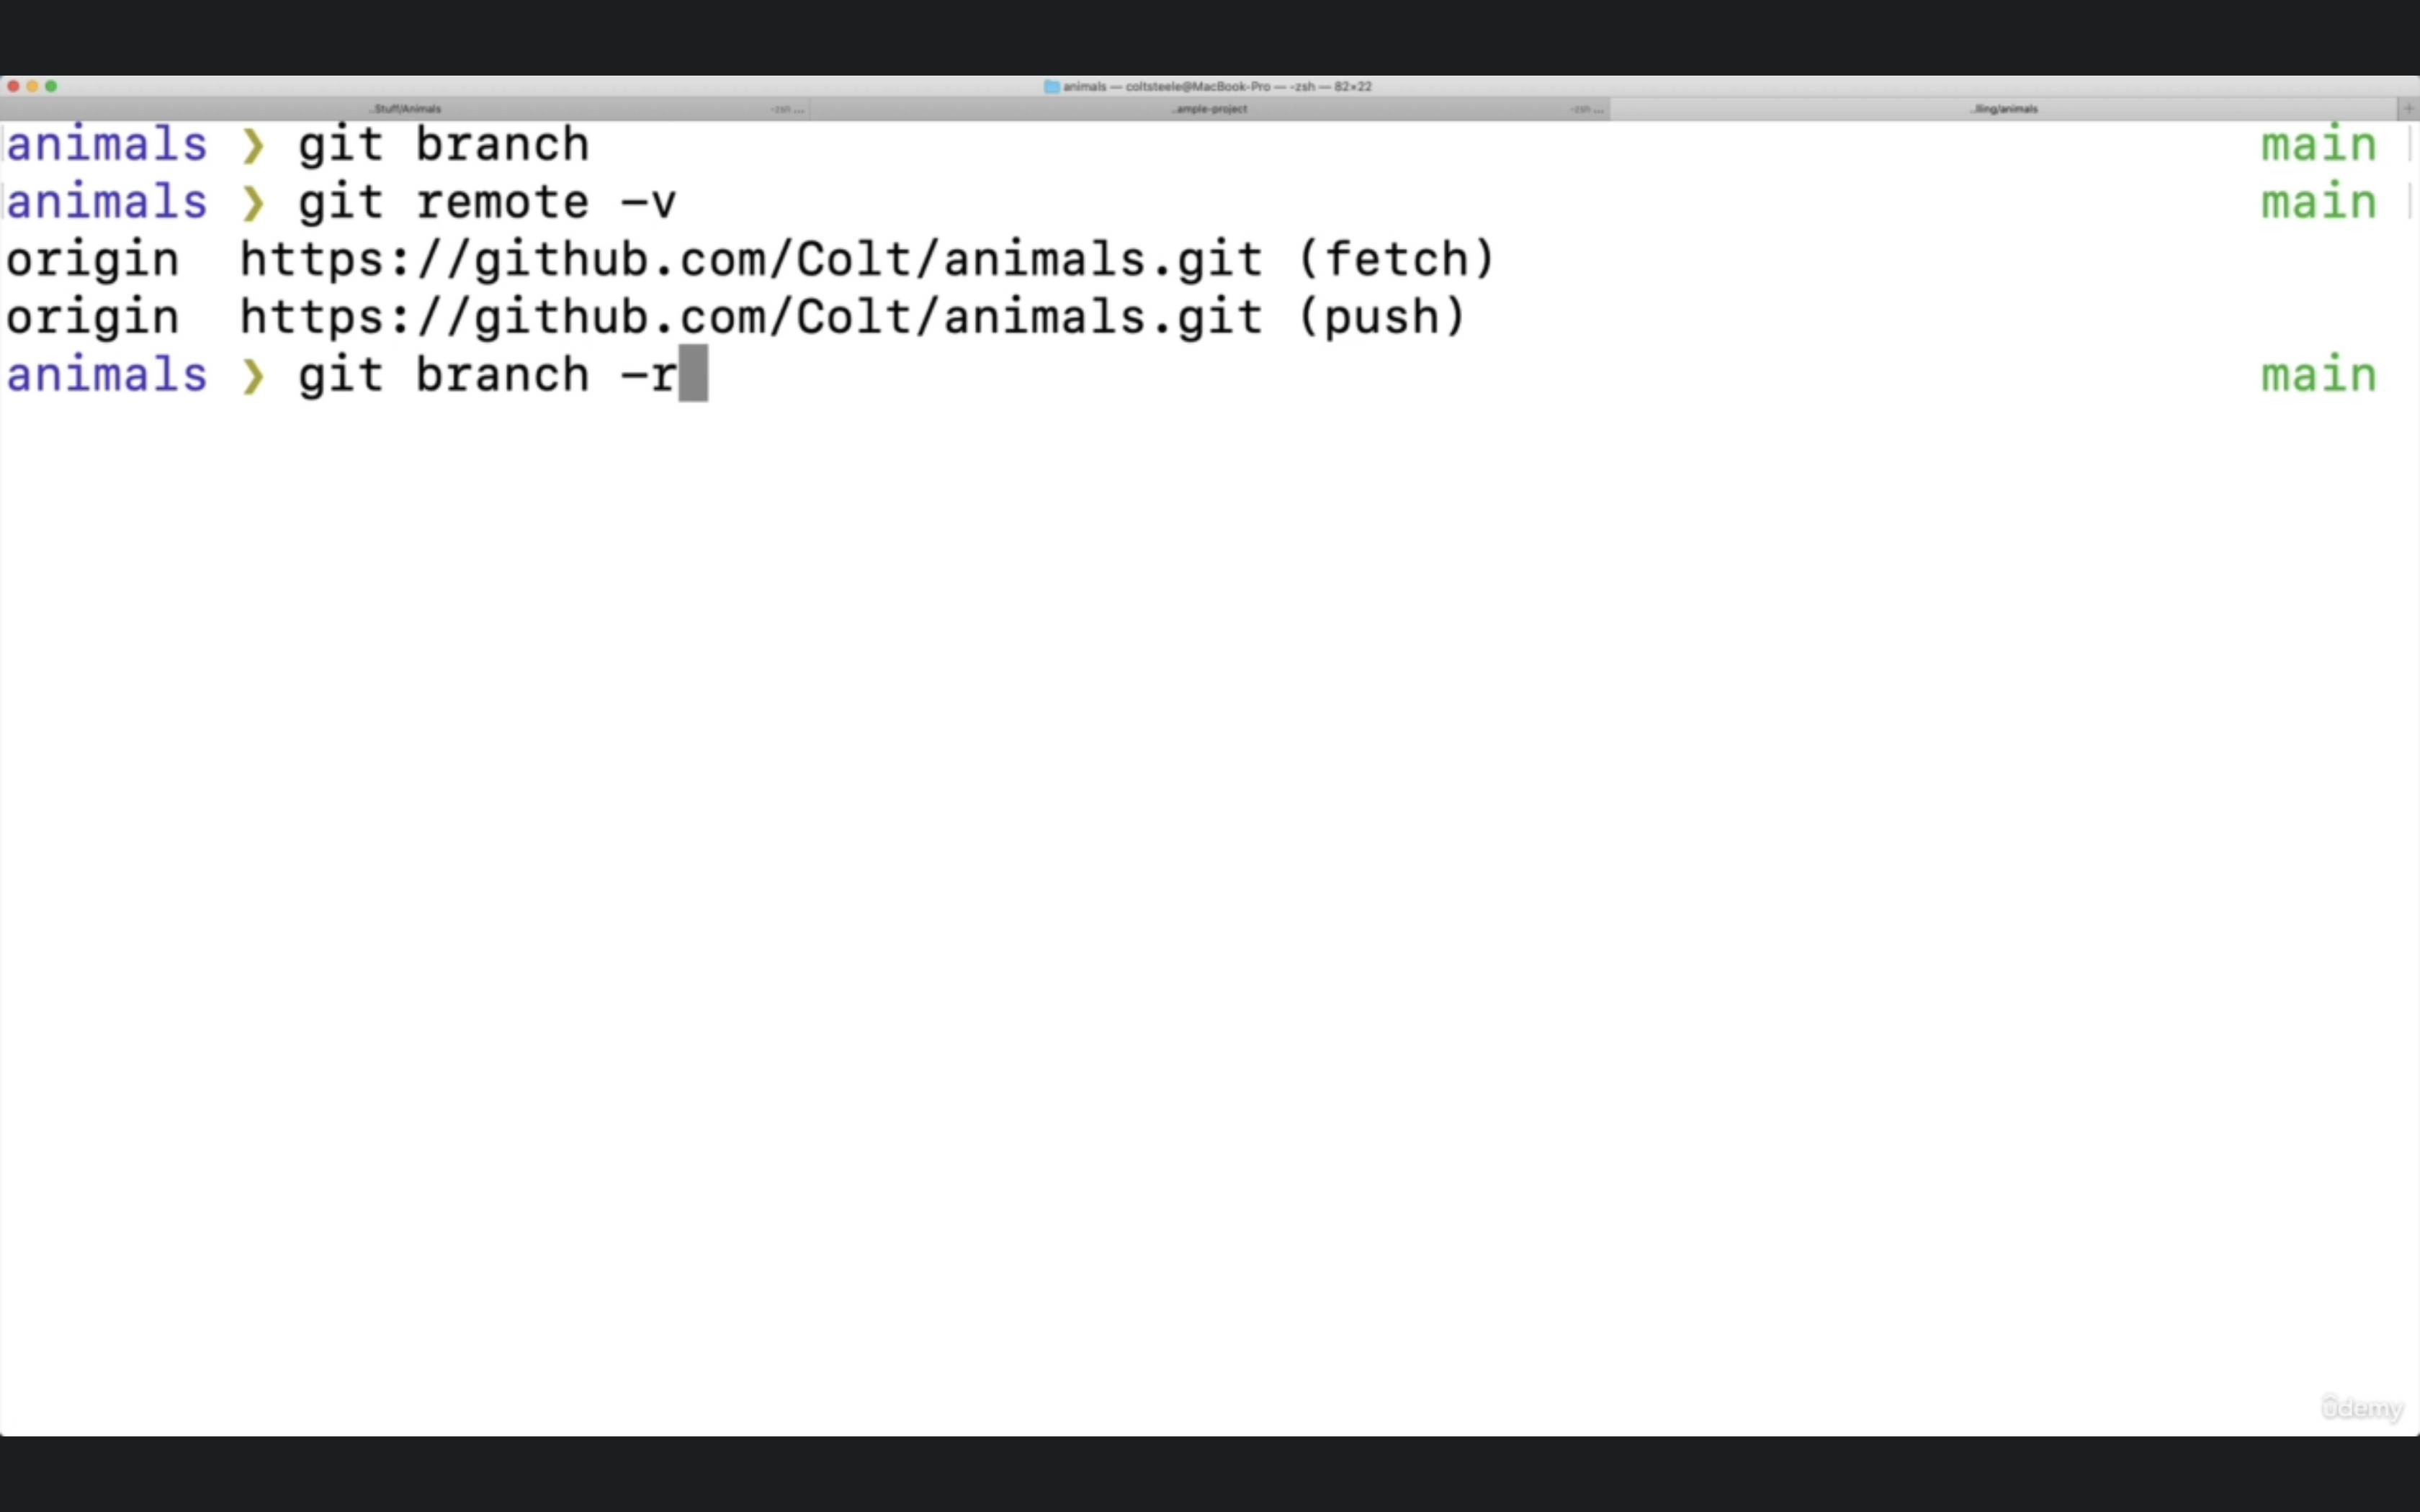 animals — coltsteele@MacBook-Pro — -zsh — 82×22
..Stuff/Animals -zsh ... ..ample-project -zsh ... ..lling/animals +
animals ❯ git branch main
animals ❯ git remote -v main
origin https://github.com/Colt/animals.git (fetch)
origin https://github.com/Colt/animals.git (push)
animals ❯ git branch -r main
ûdemy